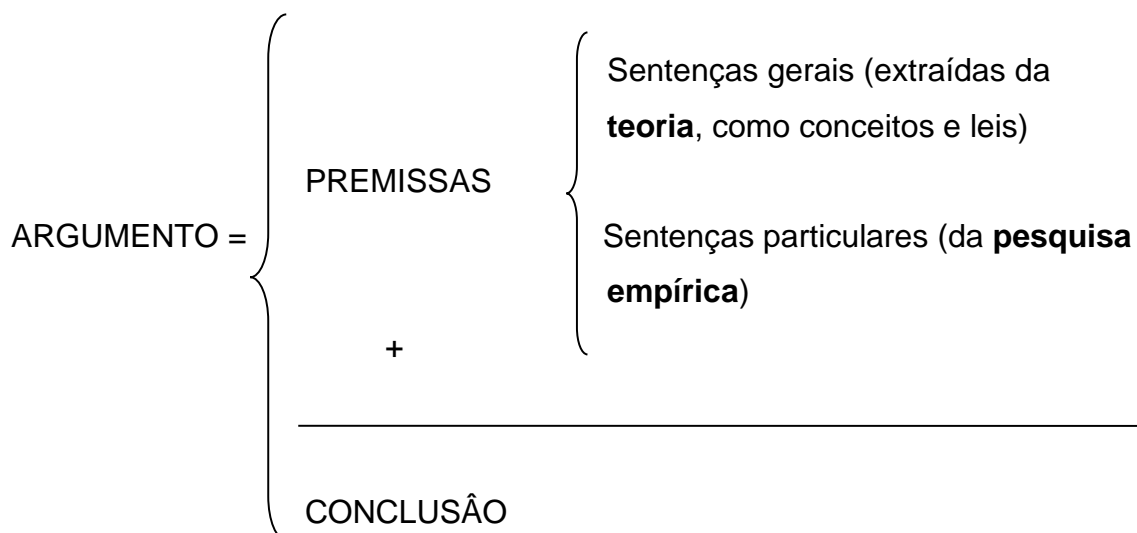 Sentenças gerais (extraídas da
teoria, como conceitos e leis)
PREMISSAS
ARGUMENTO =
Sentenças particulares (da pesquisa
empírica)
+
CONCLUSÂO